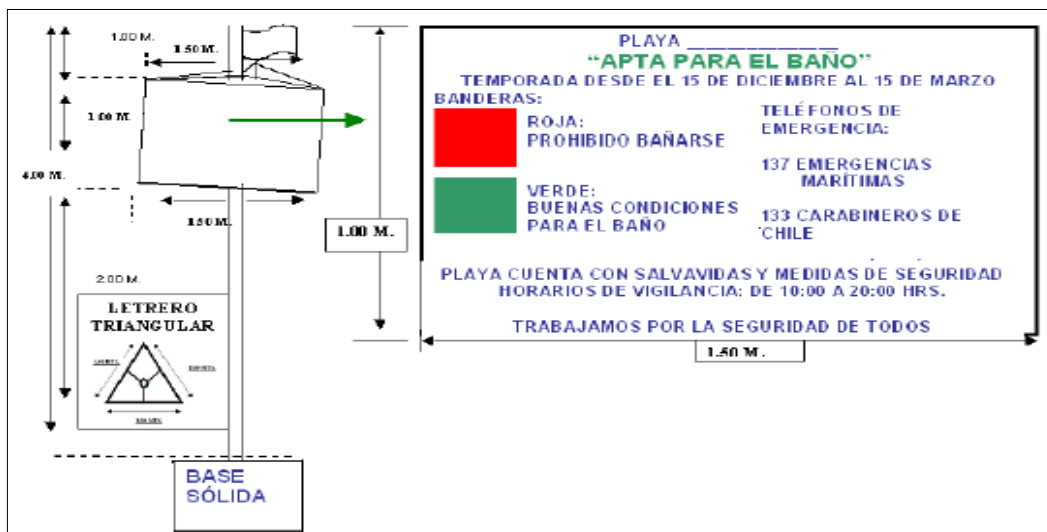 1.00 M.
1.50 M.
1.00 M.
4.00 M.
1.50 M.
2.00 M.
LETRERO
TRIANGULAR
BASE
SÓLIDA
1.00 M.
PLAYA _______________
“APTA PARA EL BAÑO”
TEMPORADA DESDE EL 15 DE DICIEMBRE AL 15 DE MARZO
BANDERAS:
ROJA:
PROHIBIDO BAÑARSE
VERDE:
BUENAS CONDICIONES
PARA EL BAÑO
TELÉFONOS DE
EMERGENCIA:
137 EMERGENCIAS
MARÍTIMAS
133 CARABINEROS DE
CHILE
PLAYA CUENTA CON SALVAVIDAS Y MEDIDAS DE SEGURIDAD
HORARIOS DE VIGILANCIA: DE 10:00 A 20:00 HRS.
TRABAJAMOS POR LA SEGURIDAD DE TODOS
1.50 M.